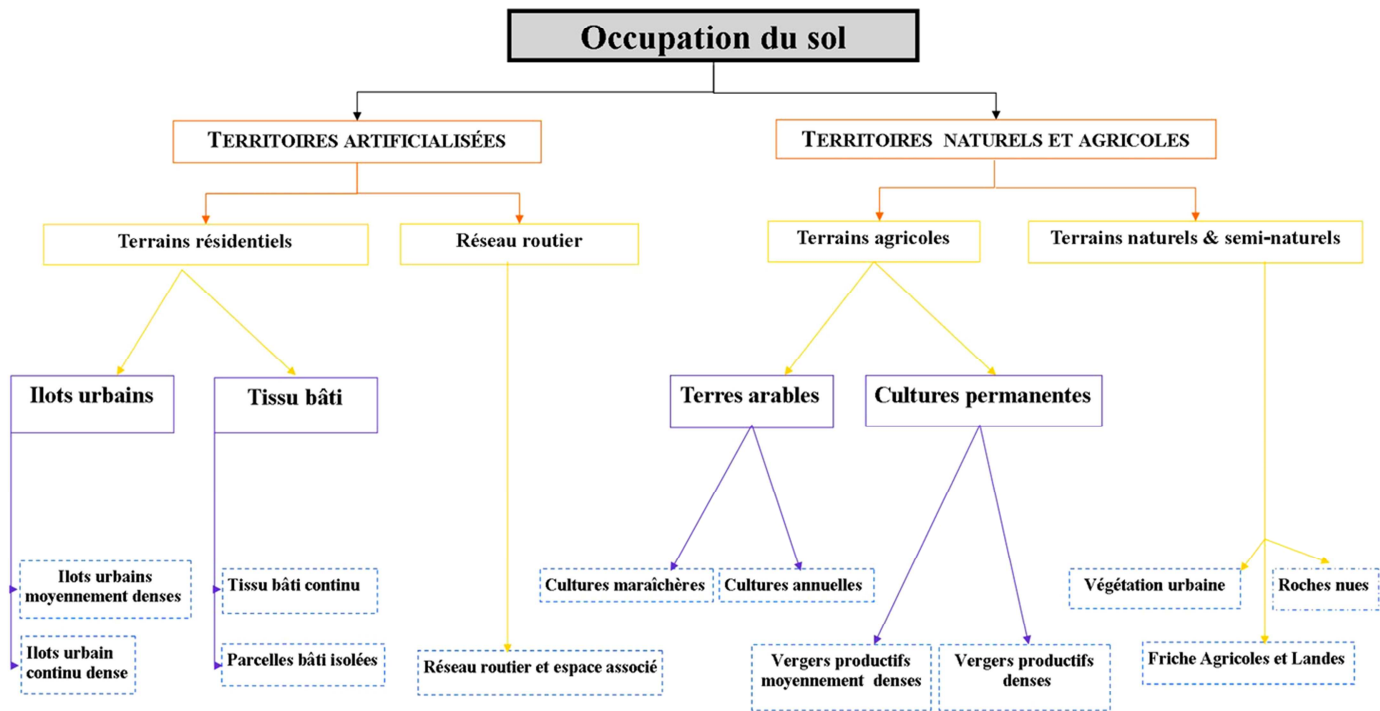 Occupation du sol
TERRITOIRES ARTIFICIALISÉES
TERRITOIRES NATURELS ET AGRICOLES
Terrains résidentiels
Réseau routier
Terrains agricoles
Terrains naturels & semi-naturels
Ilots urbains
Tissu bâti
Terres arables
Cultures permanentes
Ilots urbains
moyennement denses
Tissu bâti continu
Cultures maraîchères
Cultures annuelles
Végétation urbaine
Roches nues
Ilots urbain
continu dense
Parcelles bâti isolées
Réseau routier et espace associé
Vergers productifs
moyennement denses
Vergers productifs
denses
Friche Agricoles et Landes